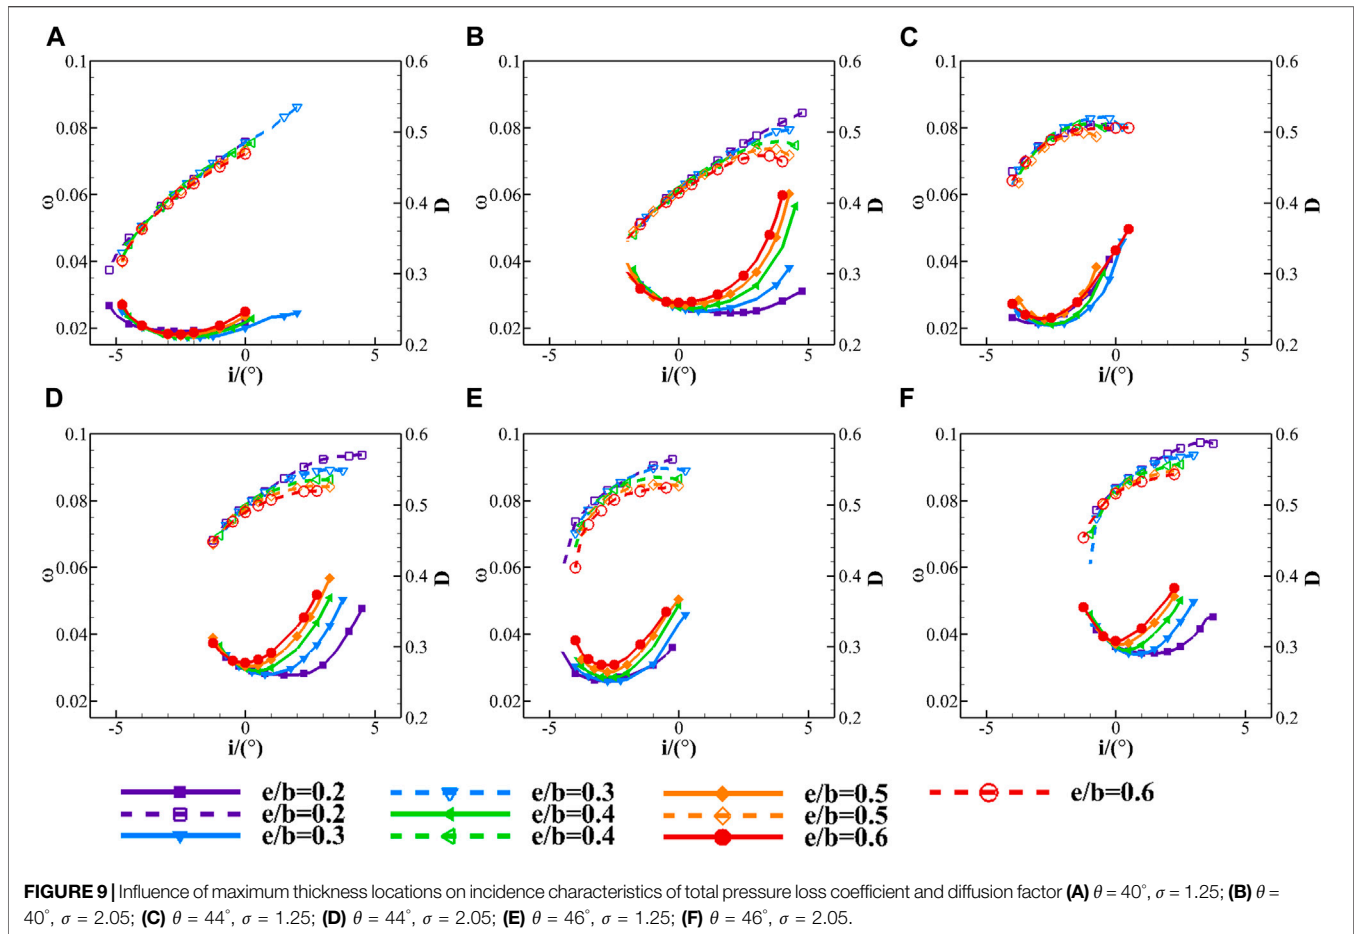 A
B
C
0.1
0.08
0.06
0.04
0.02
ω
0.6
0.5
0.4
0.3
0.2
D
-5
0
5
i/(°)
0.1
0.08
0.06
0.04
0.02
ω
0.6
0.5
0.4
0.3
0.2
D
-5
0
5
i/(°)
0.1
0.08
0.06
0.04
0.02
ω
0.6
0.5
0.4
0.3
0.2
D
-5
0
5
i/(°)
D
E
F
0.1
0.08
0.06
0.04
0.02
ω
0.6
0.5
0.4
0.3
0.2
D
-5
0
5
i/(°)
0.1
0.08
0.06
0.04
0.02
ω
0.6
0.5
0.4
0.3
0.2
D
-5
0
5
i/(°)
0.1
0.08
0.06
0.04
0.02
ω
0.6
0.5
0.4
0.3
0.2
D
-5
0
5
i/(°)
e/b=0.2
e/b=0.2
e/b=0.3
e/b=0.3
e/b=0.4
e/b=0.4
e/b=0.5
e/b=0.5
e/b=0.6
e/b=0.6
FIGURE 9 | Influence of maximum thickness locations on incidence characteristics of total pressure loss coefficient and diffusion factor (A) θ = 40°, σ = 1.25; (B) θ =
40°, σ = 2.05; (C) θ = 44°, σ = 1.25; (D) θ = 44°, σ = 2.05; (E) θ = 46°, σ = 1.25; (F) θ = 46°, σ = 2.05.